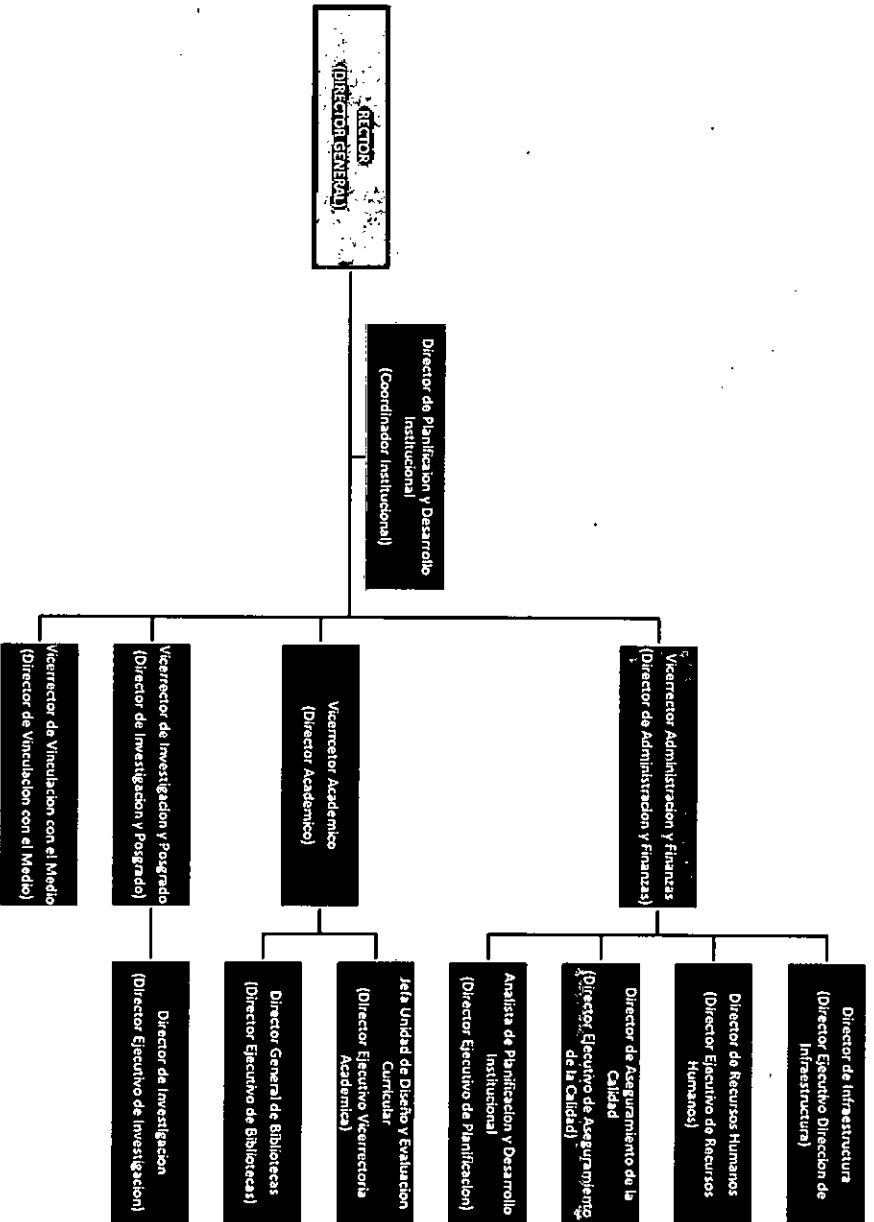 RECTOR
(DIRECTOR GENERAL)
Director de Planificaion y Desarrollo
Institucional
(Coordinador Institucional)
Vicerrector Administracion y Finanzas
(Director de Administracion y Finanzas)
Director de Infraestructura
(Director Ejecutivo Direccion de
Infraestructura)
Director de Recursos Humanos
(Director Ejecutivo de Recursos
Humanos)
Director de Aseguramiento de la
Calidad
(Director Ejecutivo de Aseguramiento
de la Calidad)
Analista de Planificacion y Desarrollo
Institucional
(Director Ejecutivo de Planificacion)
Vicerrcetor Academico
(Director Academico)
Jefa Unidad de Diseño y Evaluacion
Curricular
(Director Ejecutivo Vicerrectoria
Academica)
Director General de Bibliotecas
(Director Ejecutivo de Bibliotecas)
Vicerrector de Investigacion y Posgrado
(Director de Investigacion y Posgrado)
Director de Investigacion
(Director Ejecutivo de Investigacion)
Vicerrector de Vinculacion con el Medio
(Director de Vinculacion con el Medio)